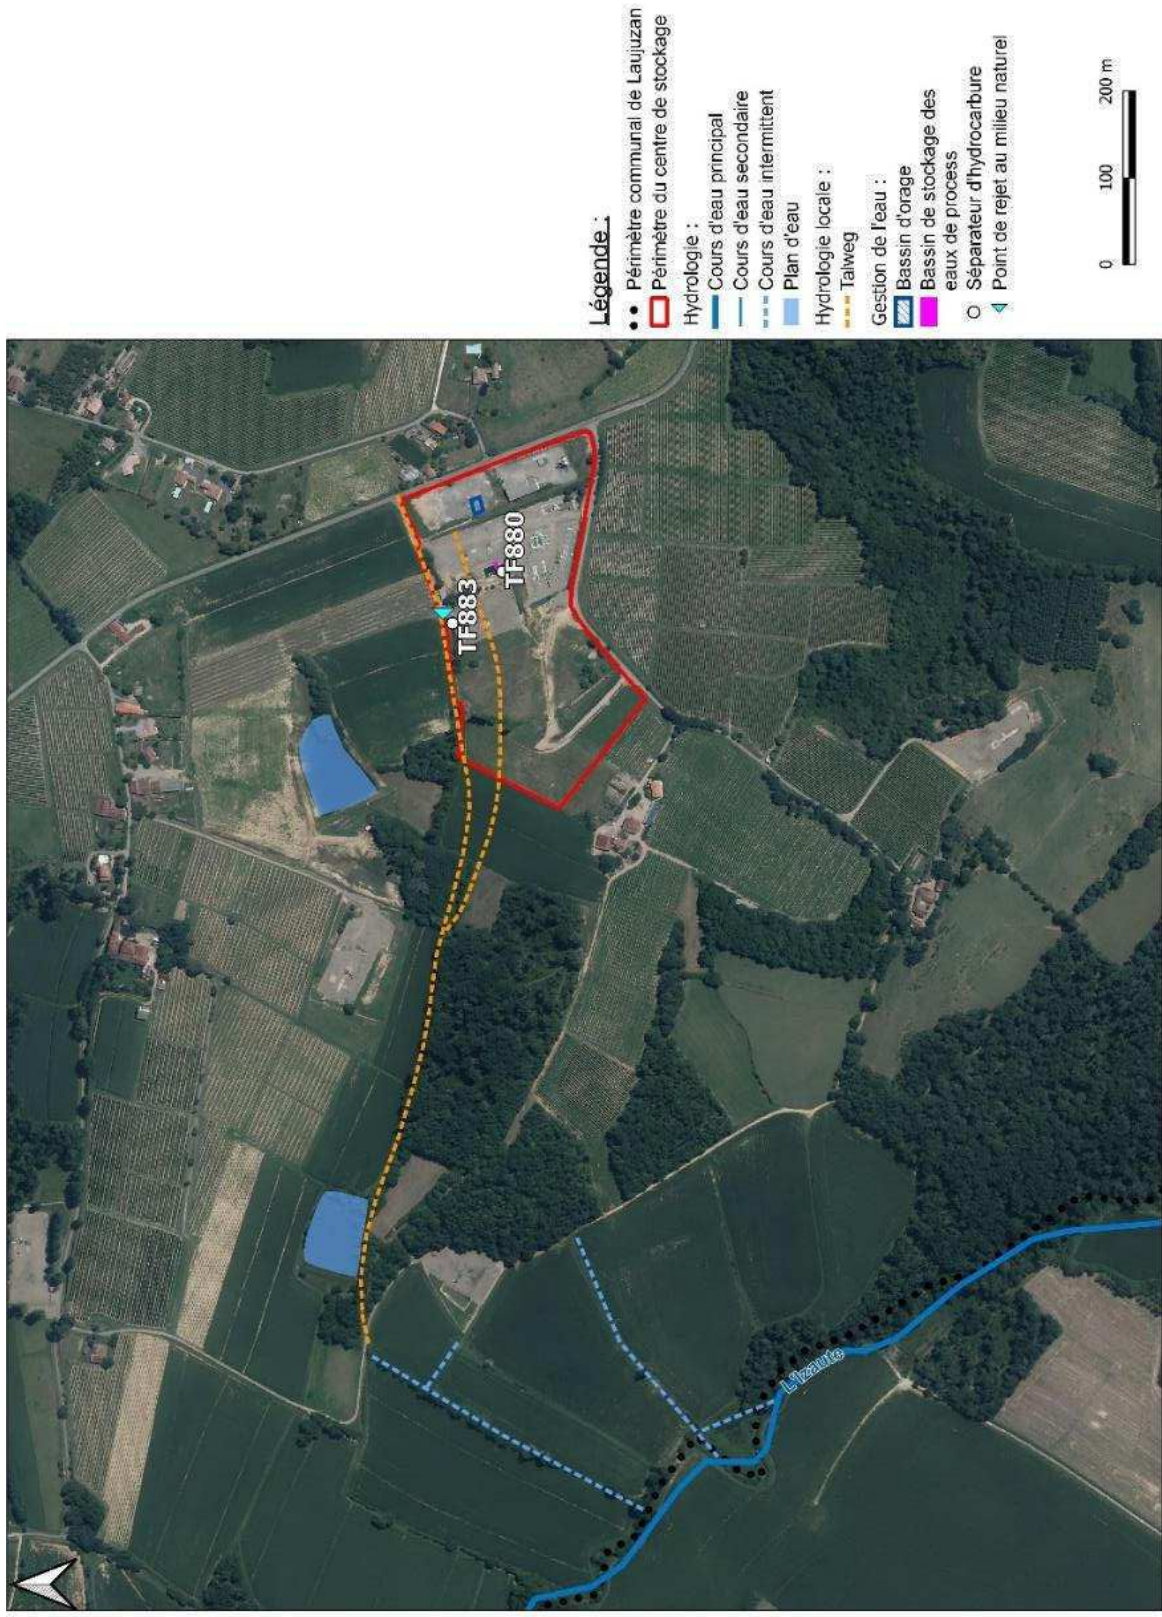 TF883
TF880
L'Izaute
Légende :
Périmètre communal de Laujuzan
Périmètre du centre de stockage
Hydrologie :
Cours d'eau principal
Cours d'eau secondaire
Cours d'eau intermittent
Plan d'eau
Hydrologie locale :
Talweg
Gestion de l'eau :
Bassin d'orage
Bassin de stockage des
eaux de process
Séparateur d'hydrocarbure
Point de rejet au milieu naturel
0 100 200 m